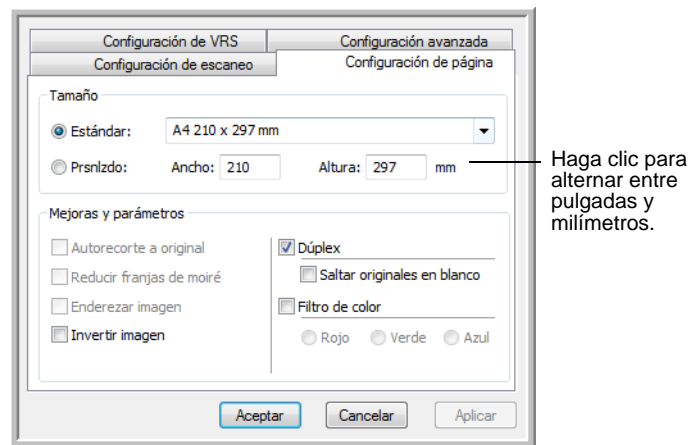 Configuración de VRS
Configuración avanzada
Configuración de escaneo
Configuración de página
Tamaño
Estándar: A4 210 x 297 mm
Prsnlzdo: Ancho: 210 Altura: 297 mm
Haga clic para
alternar entre
pulgadas y
milímetros.
Mejoras y parámetros
Autorecorte a original
Reducir franjas de moiré
Enderezar imagen
Invertir imagen
Dúplex
Saltar originales en blanco
Filtro de color
Rojo Verde Azul
Aceptar Cancelar Aplicar